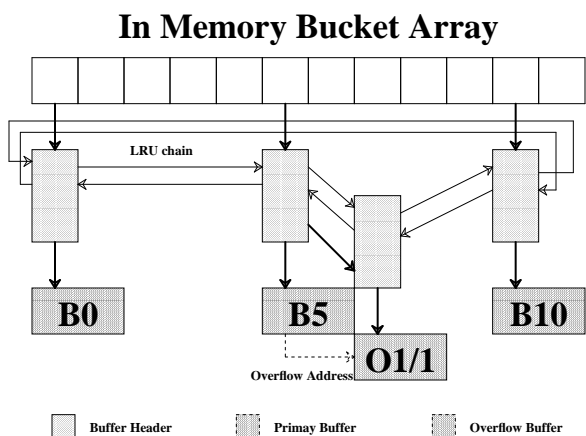 In Memory Bucket Array
LRU chain
B0
B5
B10
O1/1
Overflow Address
Buffer Header
Primay Buffer
Overflow Buffer